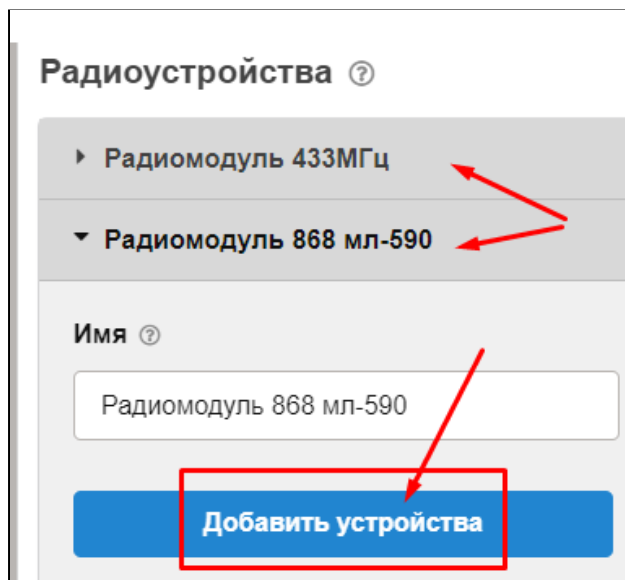 Радиоустройства ?
Радиомодуль 433МГц
Радиомодуль 868 мл-590
Имя ?
Радиомодуль 868 мл-590
Добавить устройства